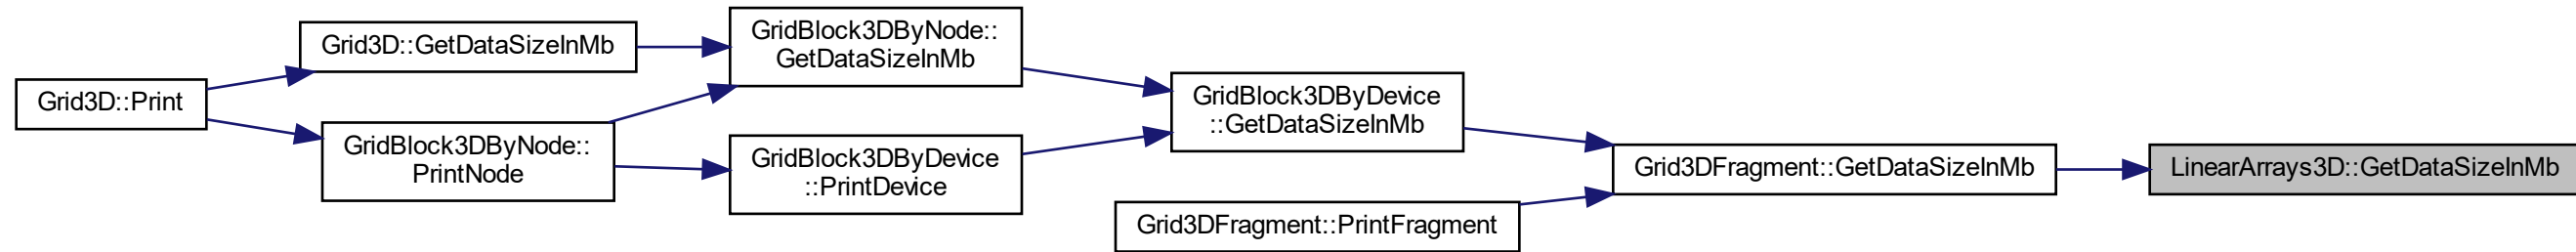 Grid3D::Print
Grid3D::GetDataSizeInMb
GridBlock3DByNode::
PrintNode
GridBlock3DByNode::
GetDataSizeInMb
GridBlock3DByDevice
::PrintDevice
GridBlock3DByDevice
::GetDataSizeInMb
Grid3DFragment::PrintFragment
Grid3DFragment::GetDataSizeInMb
LinearArrays3D::GetDataSizeInMb